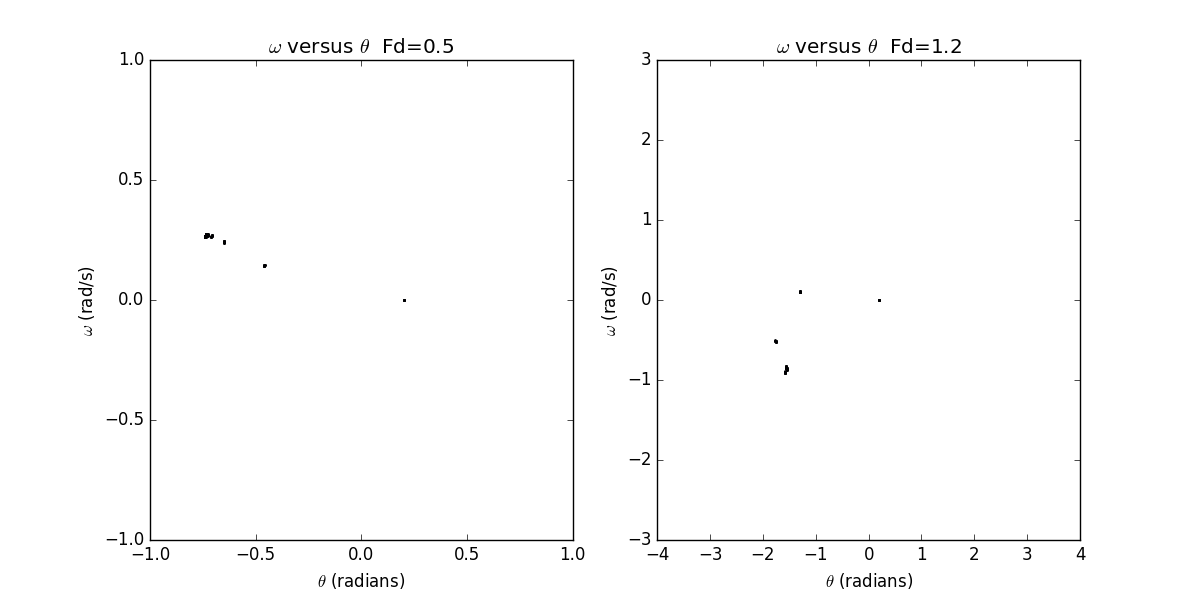 ω versus θ Fd=0.5
1.0
0.5
0.0
−0.5
−1.0
ω (rad/s)
−1.0 −0.5 0.0 0.5 1.0
θ (radians)
ω versus θ Fd=1.2
3
2
1
0
−1
−2
−3
ω (rad/s)
−4 −3 −2 −1 0 1 2 3 4
θ (radians)